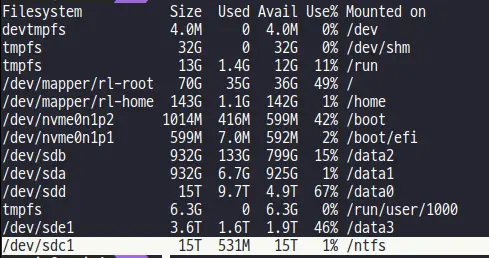 Filesystem Size Used Avail Use% Mounted on
devtmpfs 4.0M 0 4.0M 0% /dev
tmpfs 32G 0 32G 0% /dev/shm
tmpfs 13G 1.4G 12G 11% /run
/dev/mapper/rl-root 70G 35G 36G 49% /
/dev/mapper/rl-home 143G 1.1G 142G 1% /home
/dev/nvme0n1p2 1014M 416M 599M 42% /boot
/dev/nvme0n1p1 599M 7.0M 592M 2% /boot/efi
/dev/sdb 932G 133G 799G 15% /data2
/dev/sda 932G 6.7G 925G 1% /data1
/dev/sdd 15T 9.7T 4.9T 67% /data0
tmpfs 6.3G 0 6.3G 0% /run/user/1000
/dev/sde1 3.6T 1.6T 1.9T 46% /data3
/dev/sdc1 15T 531M 15T 1% /ntfs